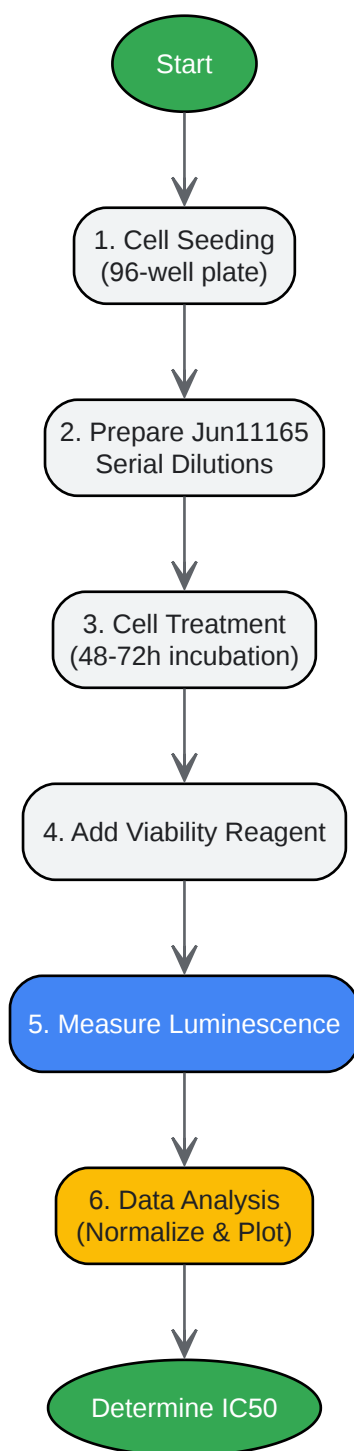 Start
1. Cell Seeding
(96-well plate)
2. Prepare Jun11165
Serial Dilutions
3. Cell Treatment
(48-72h incubation)
4. Add Viability Reagent
5. Measure Luminescence
6. Data Analysis
(Normalize & Plot)
Determine IC50